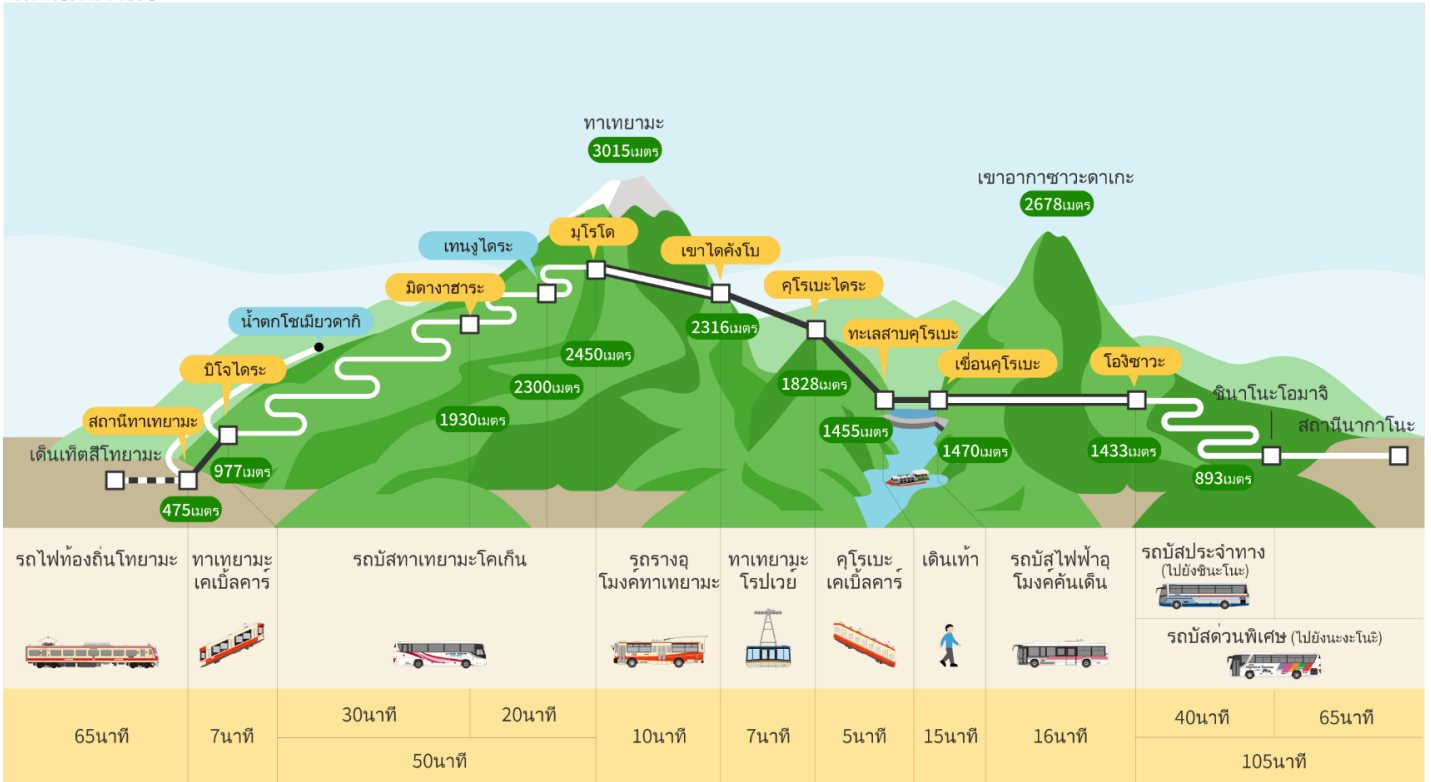 ทาเทยามะ
3015เมตร
เขาอากาซาวะดาเกะ
2678เมตร
มุโรโด
เทนงูไดระ
เขาไดคังโบ
มิดางาฮาระ
คุโรเบะไดระ
น้ำตกโชเมียวดากิ
2316เมตร
ทะเลสาบคุโรเบะ
2450เมตร
บิโจไดระ
เขื่อนคุโรเบะ
โองิซาวะ
2300เมตร
1828เมตร
ชินาโนะโอมาจิ
สถานีทาเทยามะ
1930เมตร
1455เมตร
สถานีนากาโนะ
เด็นเท็ตสึโทยามะ
977เมตร
1470เมตร
1433เมตร
893เมตร
475เมตร
รถไฟท้องถิ่นโทยามะ
ทาเทยามะ
เคเบิ้ลคาร์
รถบัสทาเทยามะโคเก็น
รถรางอุ
โมงค์ทาเทยามะ
ทาเทยามะ
โรปเวย์
คุโรเบะ
เคเบิ้ลคาร์
เดินเท้า
รถบัสไฟฟ้าอุ
โมงค์คันเด็น
รถบัสประจำทาง
(ไปยังชินะโนะ)
รถบัสด่วนพิเศษ (ไปยังนะงะโนะ)
65นาที
7นาที
30นาที
20นาที
50นาที
10นาที
7นาที
5นาที
15นาที
16นาที
40นาที
65นาที
105นาที